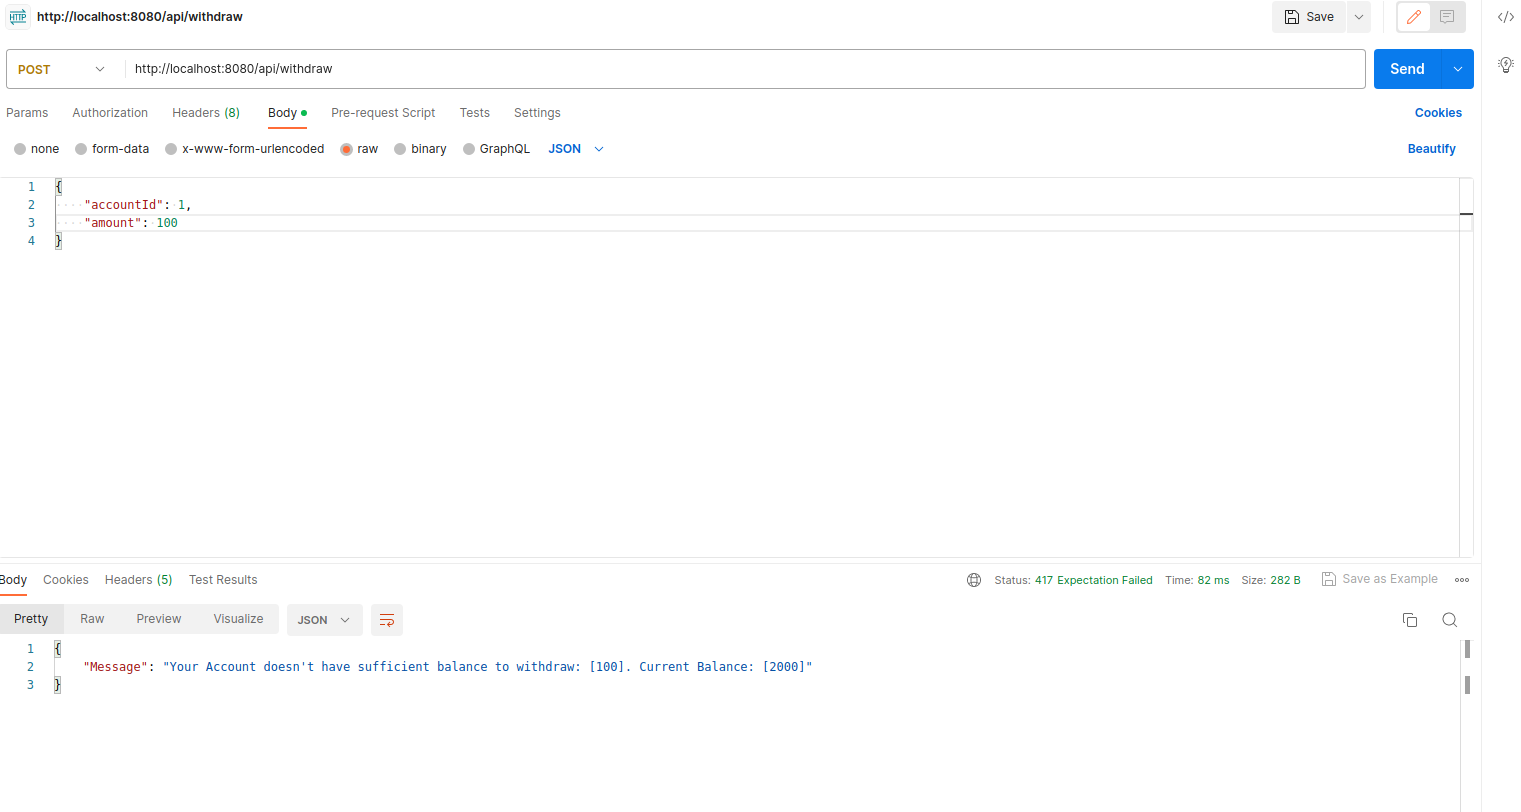 HTTP http://localhost:8080/api/withdraw Save
POST http://localhost:8080/api/withdraw Send
Params Authorization Headers (8) Body Pre-request Script Tests Settings Cookies
none form-data x-www-form-urlencoded raw binary GraphQL JSON Beautify
1 {
2 "accountId": 1,
3 "amount": 100
4 }
Body Cookies Headers (5) Test Results Status: 417 Expectation Failed Time: 82 ms Size: 282 B Save as Example
Pretty Raw Preview Visualize JSON
1 {
2 "Message": "Your Account doesn't have sufficient balance to withdraw: [100]. Current Balance: [2000]"
3 }